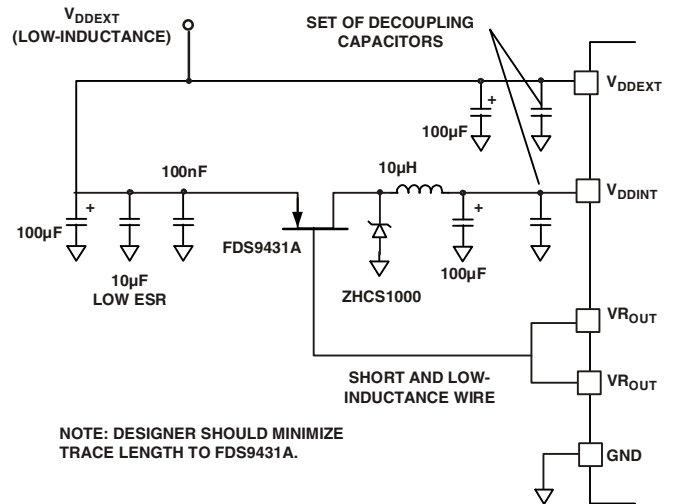 VDDEXT
(LOW-INDUCTANCE)
SET OF DECOUPLING
CAPACITORS
VDDEXT
+
100µF
100nF
10µH
VDDINT
+
100µF
+
FDS9431A
10µF
LOW ESR
100µF
ZHCS1000
VROUT
SHORT AND LOW-
INDUCTANCE WIRE
VROUT
NOTE: DESIGNER SHOULD MINIMIZE
TRACE LENGTH TO FDS9431A.
GND